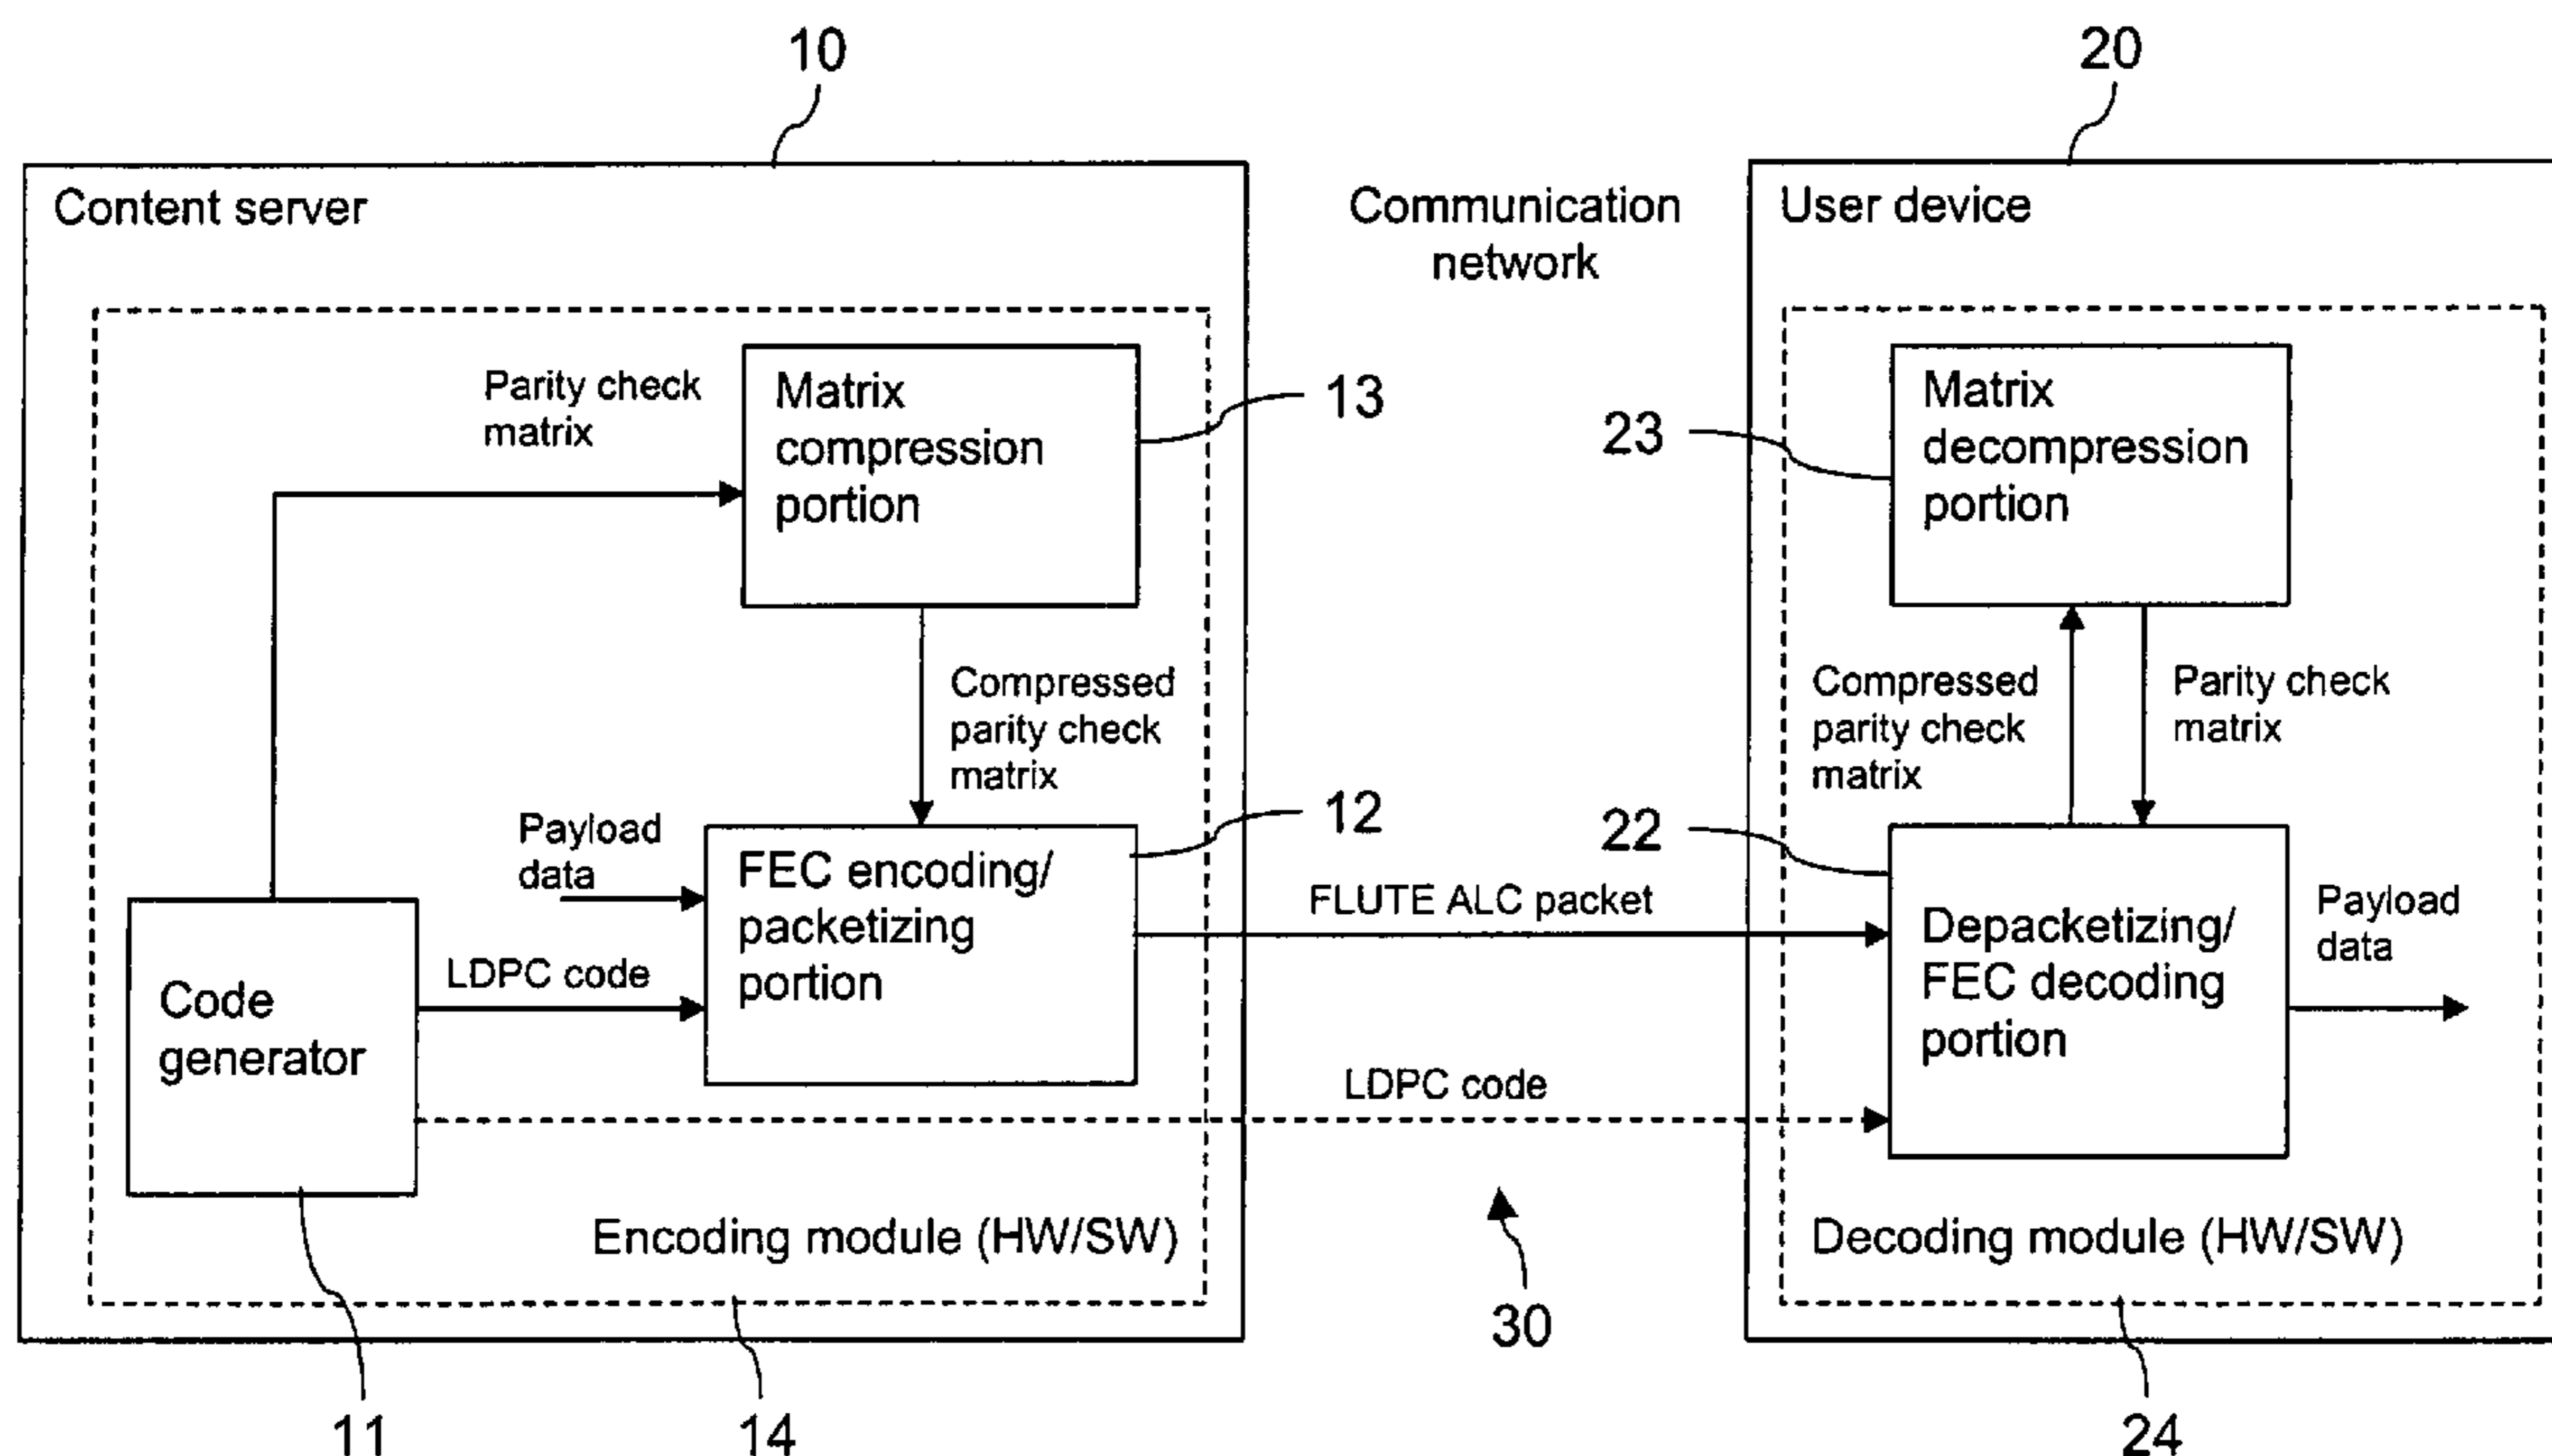 10
20
Content server
Communication
network
User device
Parity check
matrix
Matrix
compression
portion
13
23
Matrix
decompression
portion
Compressed
parity check
matrix
Compressed
parity check
matrix
Parity check
matrix
Payload
data
12
FEC encoding/
packetizing
portion
22
FLUTE ALC packet
Depacketizing/
FEC decoding
portion
Payload
data
Code
generator
LDPC code
LDPC code
Encoding module (HW/SW)
30
Decoding module (HW/SW)
11
14
24